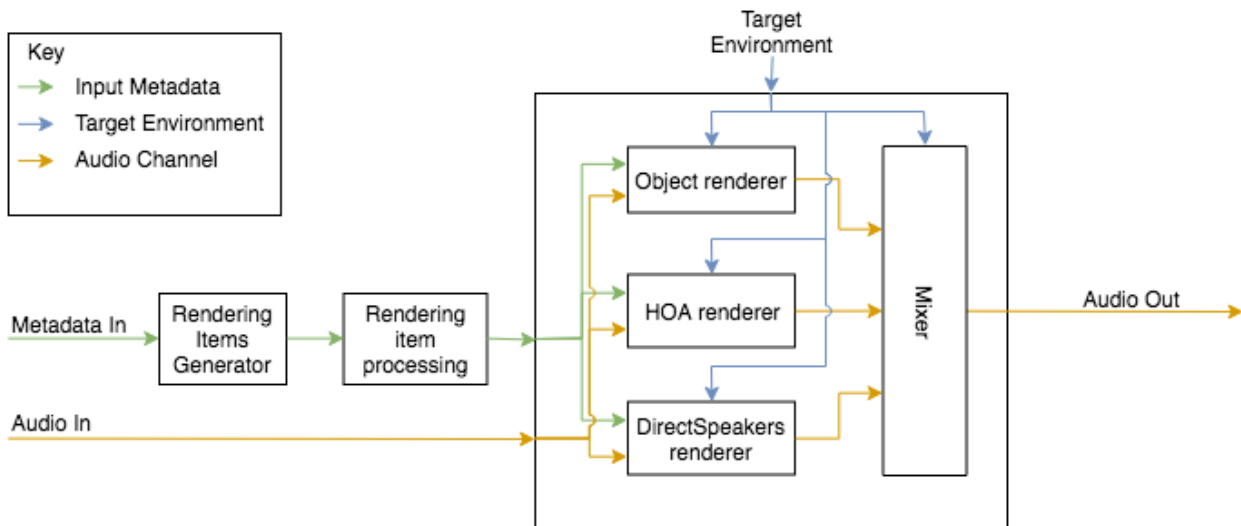 Target
Environment
Key
Input Metadata
Target Environment
Audio Channel
Object renderer
Metadata In
Rendering
Items
Generator
Rendering
item
processing
HOA renderer
Mixer
Audio Out
Audio In
DirectSpeakers
renderer